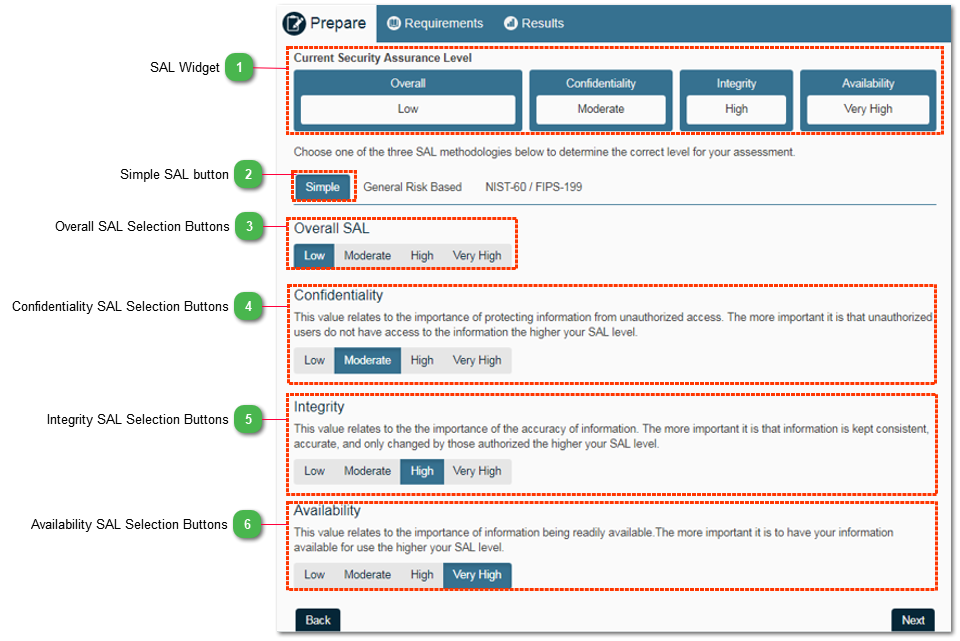 Prepare Requirements Results
SAL Widget 1
Current Security Assurance Level
Overall Confidentiality Integrity Availability
Low Moderate High Very High
Choose one of the three SAL methodologies below to determine the correct level for your assessment.
Simple SAL button 2
Simple General Risk Based NIST-60 / FIPS-199
Overall SAL Selection Buttons 3
Overall SAL
Low Moderate High Very High
Confidentiality SAL Selection Buttons 4
Confidentiality
This value relates to the importance of protecting information from unauthorized access. The more important it is that unauthorized
users do not have access to the information the higher your SAL level.
Low Moderate High Very High
Integrity SAL Selection Buttons 5
Integrity
This value relates to the the importance of the accuracy of information. The more important it is that information is kept consistent,
accurate, and only changed by those authorized the higher your SAL level.
Low Moderate High Very High
Availability SAL Selection Buttons 6
Availability
This value relates to the importance of information being readily available.The more important it is to have your information
available for use the higher your SAL level.
Low Moderate High Very High
Back Next